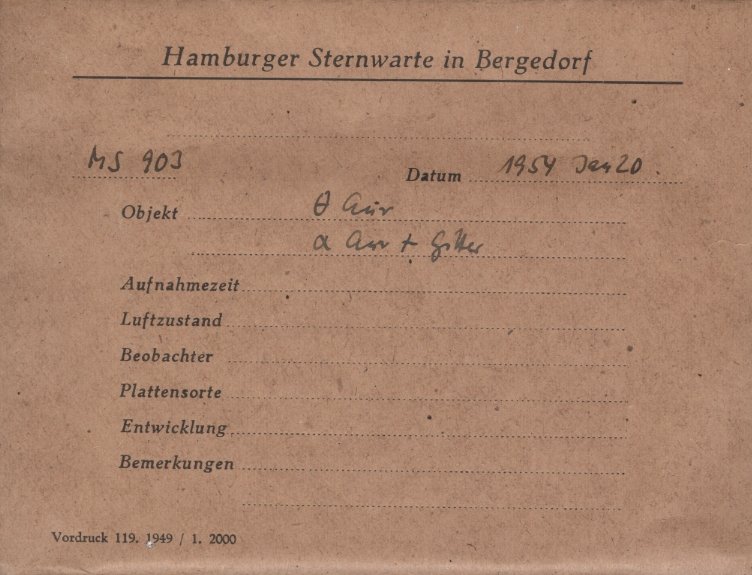 Hamburger Sternwarte in Bergedorf
MS 903 Datum 1954 Jan 20
Objekt θ Aur
α Aur + Gitter
Aufnahmezeit
Luftzustand
Beobachter
Plattensorte
Entwicklung
Bemerkungen
Vordruck 119. 1949 / 1. 2000